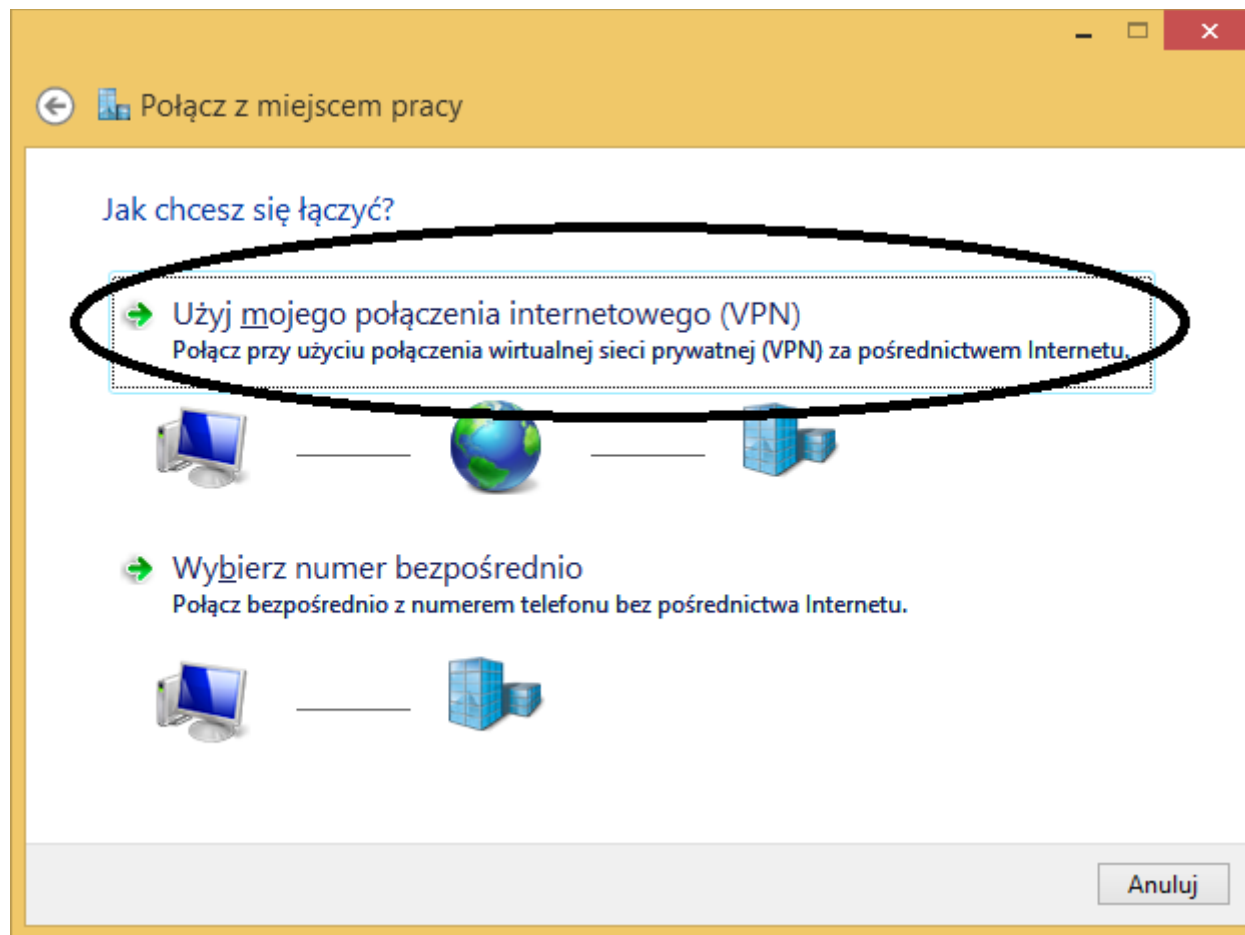 Połącz z miejscem pracy
Jak chcesz się łączyć?
Użyj mojego połączenia internetowego (VPN)
Połącz przy użyciu połączenia wirtualnej sieci prywatnej (VPN) za pośrednictwem Internetu.
Wybierz numer bezpośrednio
Połącz bezpośrednio z numerem telefonu bez pośrednictwa Internetu.
Anuluj